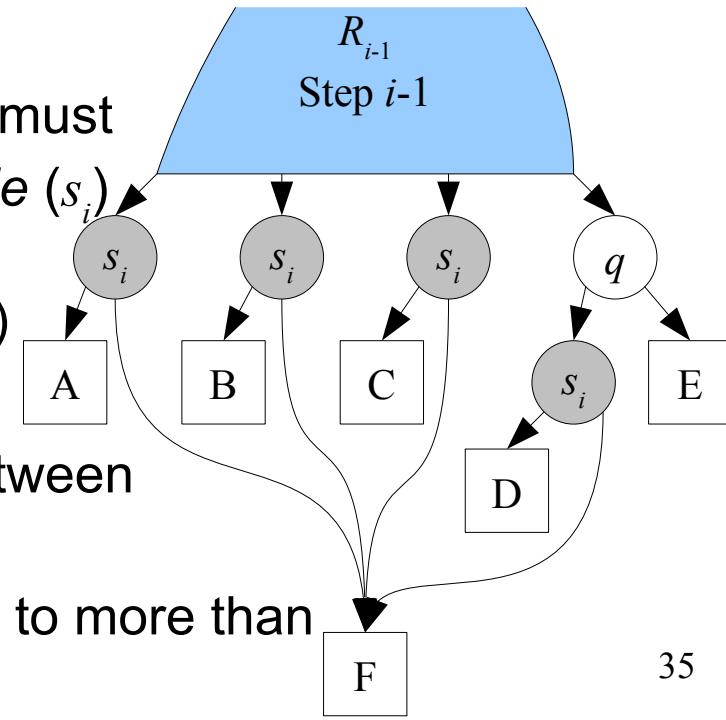 R_{i-1}
Step i-1
must
e (s_i)
s_i s_i s_i q
)
A B C s_i E
tween
D
to more than
F
35